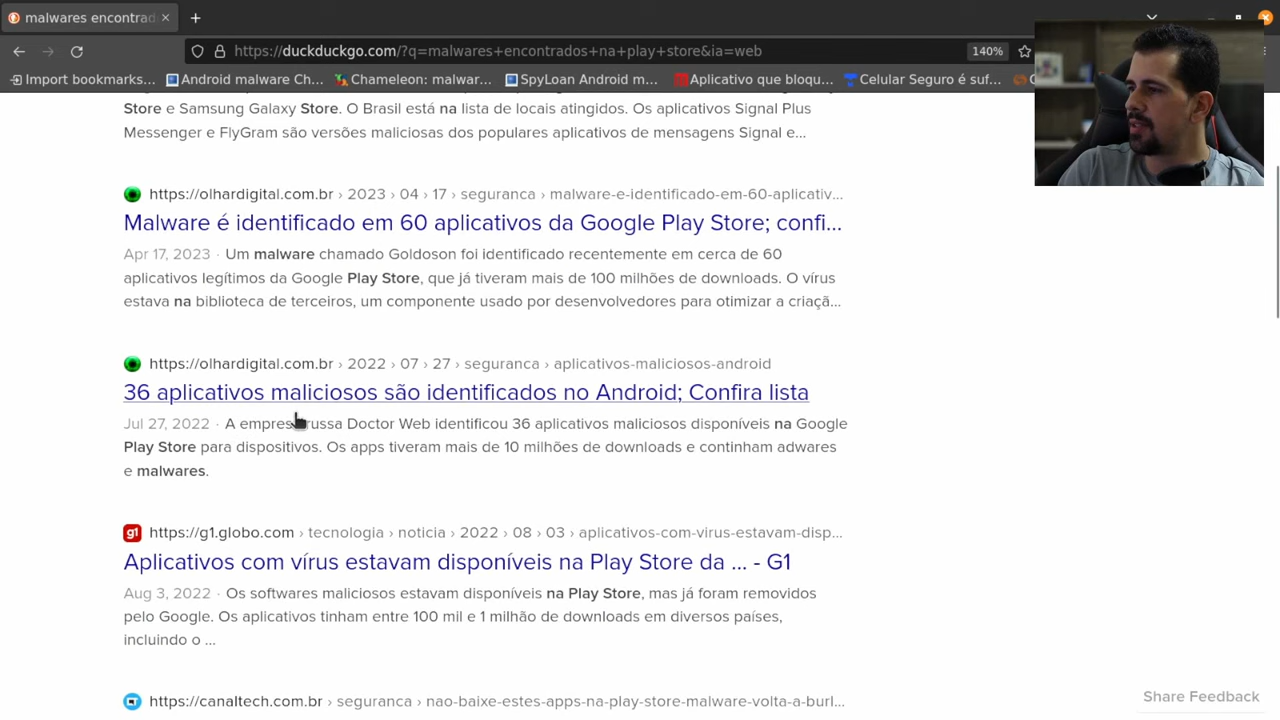 malwares encontrad
https://duckduckgo.com/?q=malwares+encontrados+na+play+store&ia=web
140%
Import bookmarks...
Android malware Ch...
Chameleon: malwar...
SpyLoan Android m...
Aplicativo que bloqu...
Celular Seguro é suf...
Store e Samsung Galaxy Store. O Brasil está na lista de locais atingidos. Os aplicativos Signal Plus
Messenger e FlyGram são versões maliciosas dos populares aplicativos de mensagens Signal e...
https://olhardigital.com.br › 2023 › 04 › 17 › seguranca › malware-e-identificado-em-60-aplicativ...
Malware é identificado em 60 aplicativos da Google Play Store; confi...
Apr 17, 2023 · Um malware chamado Goldoson foi identificado recentemente em cerca de 60
aplicativos legítimos da Google Play Store, que já tiveram mais de 100 milhões de downloads. O vírus
estava na biblioteca de terceiros, um componente usado por desenvolvedores para otimizar a criaçã...
https://olhardigital.com.br › 2022 › 07 › 27 › seguranca › aplicativos-maliciosos-android
36 aplicativos maliciosos são identificados no Android; Confira lista
Jul 27, 2022 · A empresa russa Doctor Web identificou 36 aplicativos maliciosos disponíveis na Google
Play Store para dispositivos. Os apps tiveram mais de 10 milhões de downloads e continham adwares
e malwares.
g1 https://g1.globo.com › tecnologia › noticia › 2022 › 08 › 03 › aplicativos-com-virus-estavam-disp...
Aplicativos com vírus estavam disponíveis na Play Store da ... - G1
Aug 3, 2022 · Os softwares maliciosos estavam disponíveis na Play Store, mas já foram removidos
pelo Google. Os aplicativos tinham entre 100 mil e 1 milhão de downloads em diversos países,
incluindo o ...
https://canaltech.com.br › seguranca › nao-baixe-estes-apps-na-play-store-malware-volta-a-burl...
Share Feedback